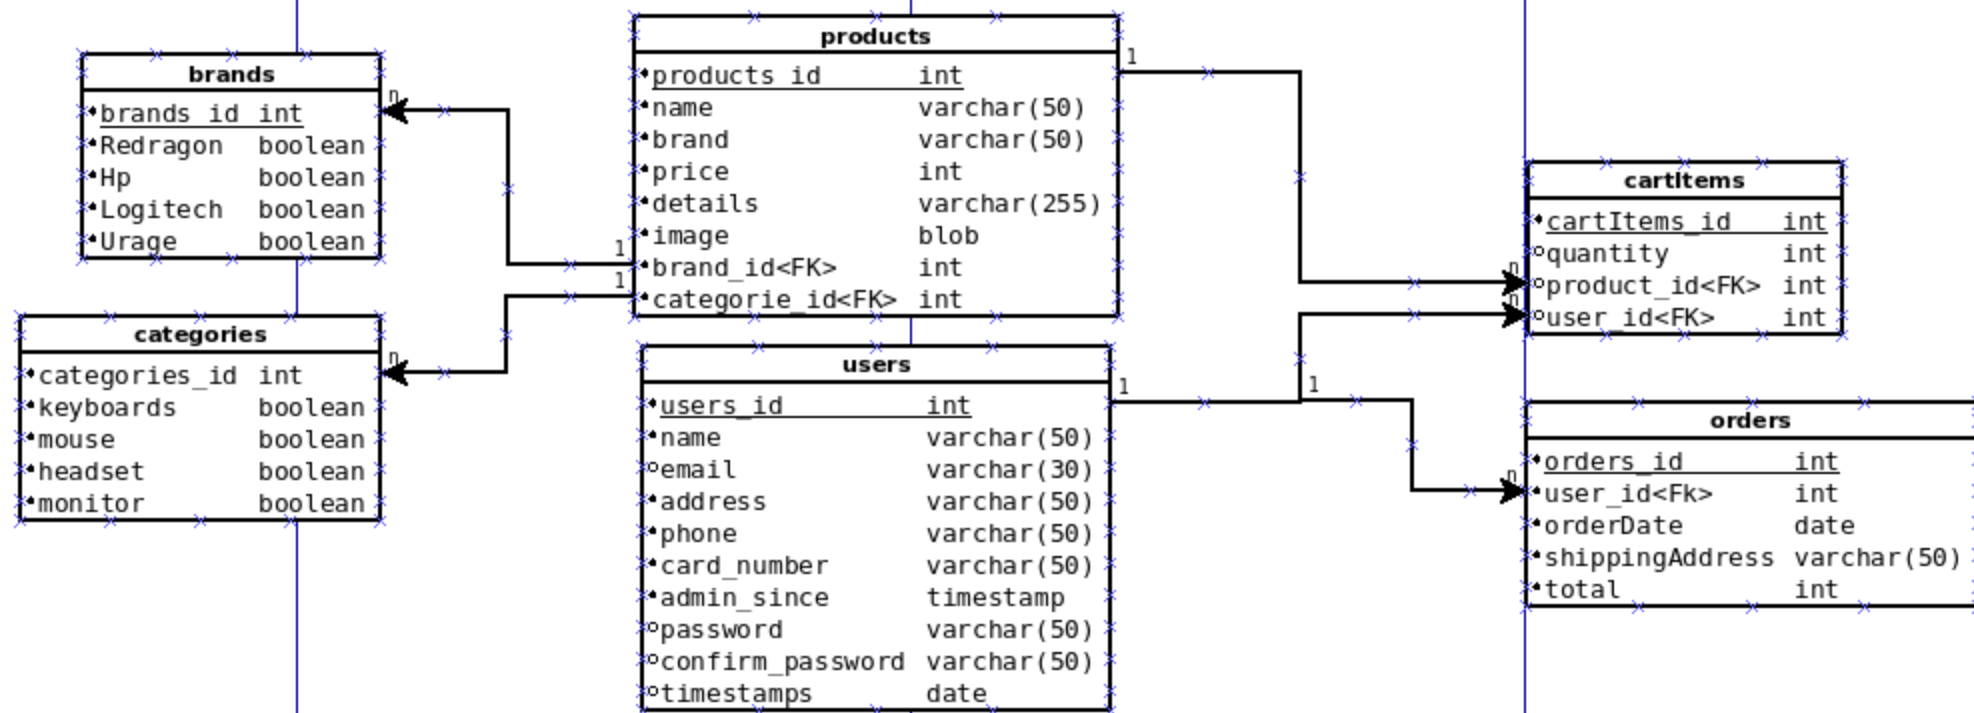 brands
brands_id int
Redragon boolean
Hp boolean
Logitech boolean
Urage boolean
n
categories
categories_id int
keyboards boolean
mouse boolean
headset boolean
monitor boolean
n
products
products_id int
name varchar(50)
brand varchar(50)
price int
details varchar(255)
image blob
brand_id<FK> int
categorie_id<FK> int
1
1
1
users
users_id int
name varchar(50)
email varchar(30)
address varchar(50)
phone varchar(50)
card_number varchar(50)
admin_since timestamp
password varchar(50)
confirm_password varchar(50)
timestamps date
1
1
cartItems
cartItems_id int
quantity int
product_id<FK> int
user_id<FK> int
n
n
orders
orders_id int
user_id<Fk> int
orderDate date
shippingAddress varchar(50)
total int
n